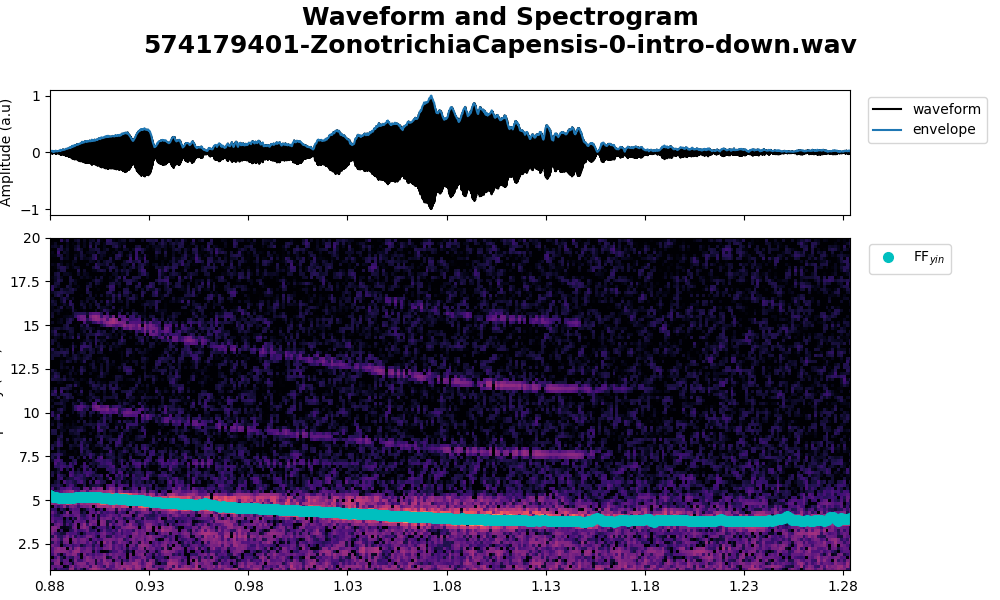 Waveform and Spectrogram
574179401-ZonotrichiaCapensis-0-intro-down.wav
Amplitude (a.u)
1
0
−1
waveform
envelope
20
17.5
15
12.5
10
7.5
5
2.5
FF yin
0.88 0.93 0.98 1.03 1.08 1.13 1.18 1.23 1.28